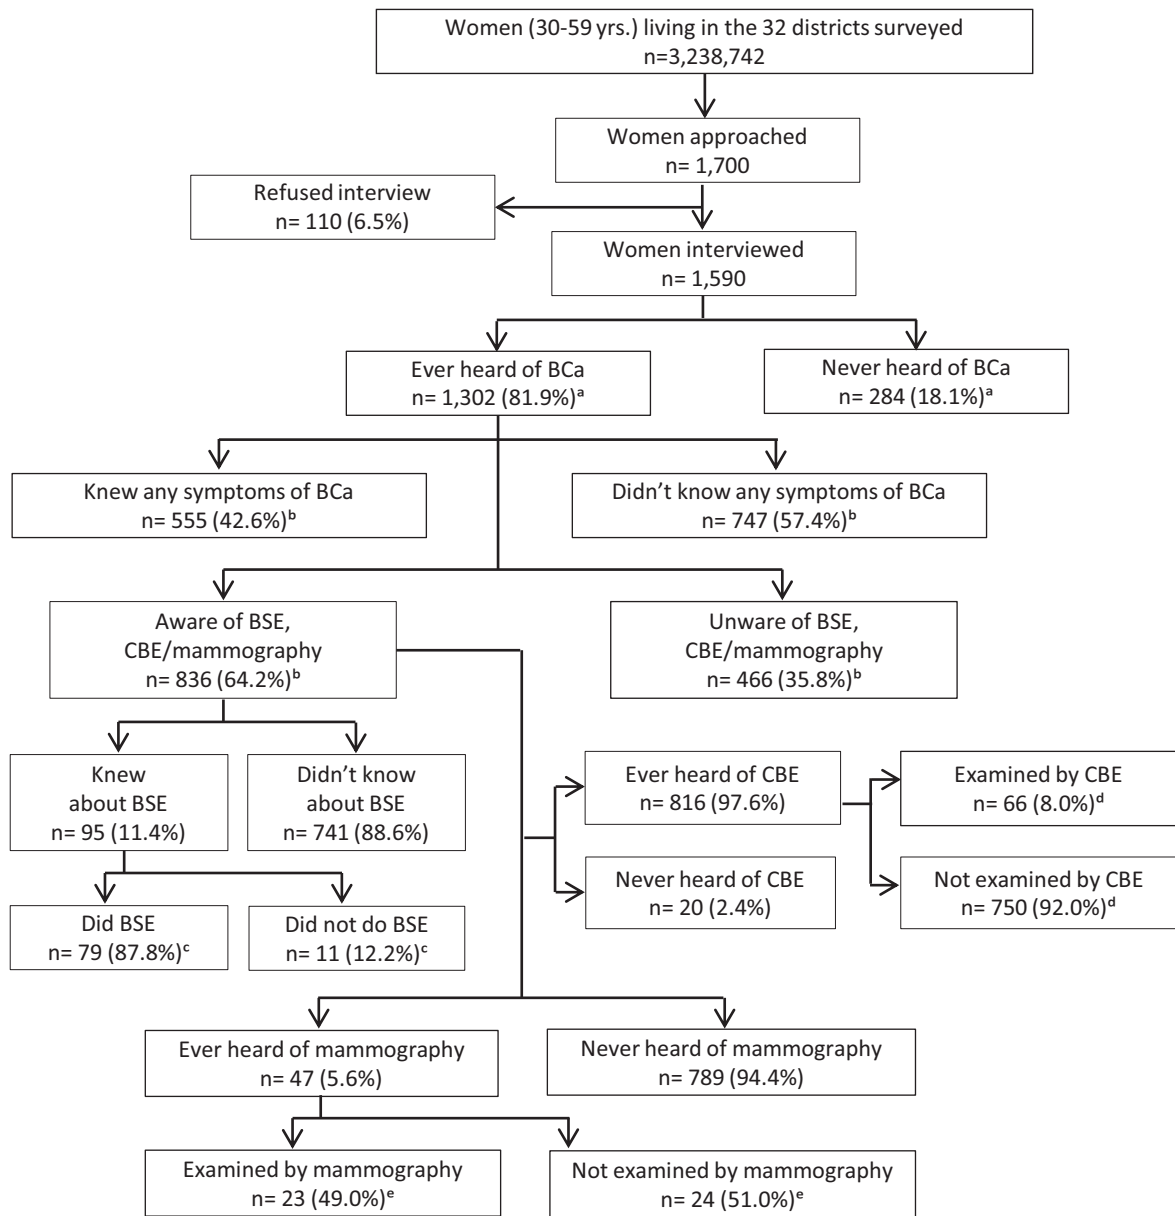 Women (30-59 yrs.) living in the 32 districts surveyed
n=3,238,742
Women approached
n= 1,700
Refused interview
n= 110 (6.5%)
Women interviewed
n= 1,590
Ever heard of BCa
n= 1,302 (81.9%)ᵃ
Never heard of BCa
n= 284 (18.1%)ᵃ
Knew any symptoms of BCa
n= 555 (42.6%)ᵇ
Didn't know any symptoms of BCa
n= 747 (57.4%)ᵇ
Aware of BSE,
CBE/mammography
n= 836 (64.2%)ᵇ
Unware of BSE,
CBE/mammography
n= 466 (35.8%)ᵇ
Knew
about BSE
n= 95 (11.4%)
Didn't know
about BSE
n= 741 (88.6%)
Ever heard of CBE
n= 816 (97.6%)
Examined by CBE
n= 66 (8.0%)ᵈ
Never heard of CBE
n= 20 (2.4%)
Not examined by CBE
n= 750 (92.0%)ᵈ
Did BSE
n= 79 (87.8%)ᶜ
Did not do BSE
n= 11 (12.2%)ᶜ
Ever heard of mammography
n= 47 (5.6%)
Never heard of mammography
n= 789 (94.4%)
Examined by mammography
n= 23 (49.0%)ᵉ
Not examined by mammography
n= 24 (51.0%)ᵉ